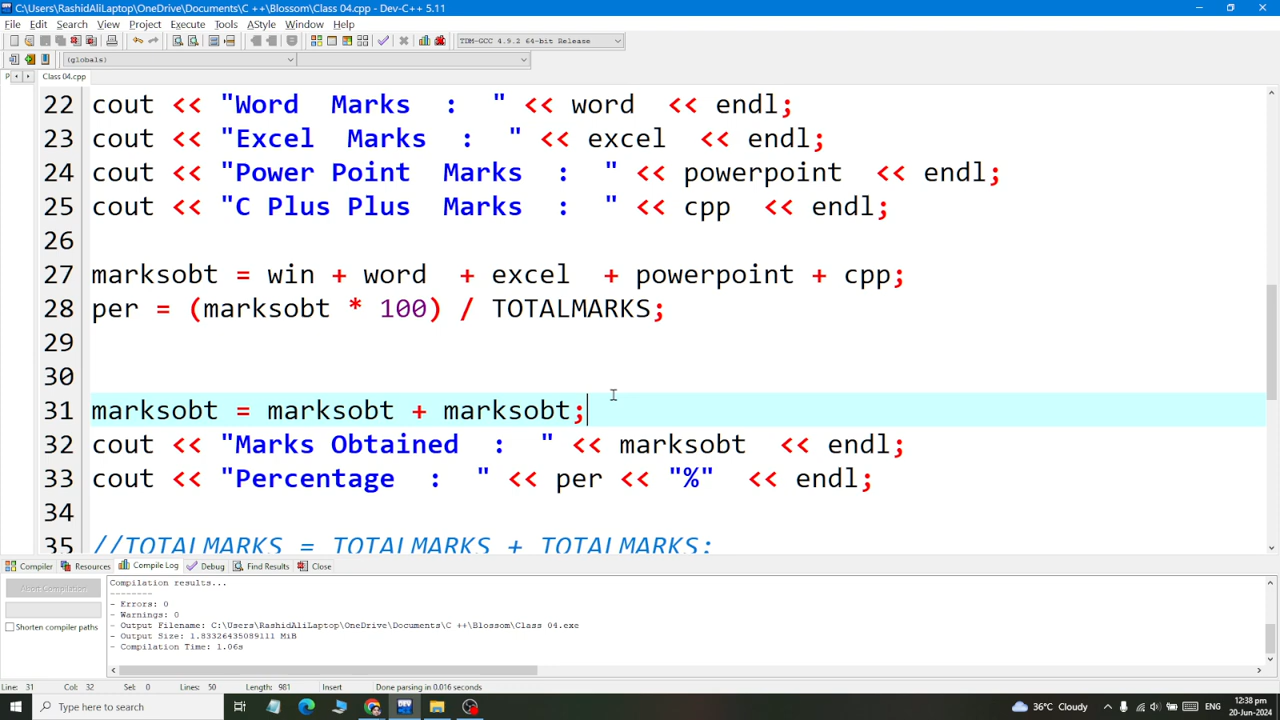 C:\Users\RashidAliLaptop\OneDrive\Documents\C ++\Blossom\Class 04.cpp - Dev-C++ 5.11
File Edit Search View Project Execute Tools AStyle Window Help
TDM-GCC 4.9.2 64-bit Release
(globals)
Class 04.cpp
22 cout << "Word  Marks  :  " << word  << endl;
23 cout << "Excel  Marks  :  " << excel  << endl;
24 cout << "Power Point  Marks  :  " << powerpoint  << endl;
25 cout << "C Plus Plus  Marks  :  " << cpp  << endl;
26
27 marksobt = win + word  + excel  + powerpoint + cpp;
28 per = (marksobt * 100) / TOTALMARKS;
29
30
31 marksobt = marksobt + marksobt;
32 cout << "Marks Obtained  :  " << marksobt  << endl;
33 cout << "Percentage  :  " << per << "%"  << endl;
34
35 //TOTALMARKS = TOTALMARKS + TOTALMARKS;
Compiler Resources Compile Log Debug Find Results Close
Abort Compilation
Shorten compiler paths
Compilation results...
--------
- Errors: 0
- Warnings: 0
- Output Filename: C:\Users\RashidAliLaptop\OneDrive\Documents\C ++\Blossom\Class 04.exe
- Output Size: 1.83326435089111 MiB
- Compilation Time: 1.06s
Line: 31 Col: 32 Sel: 0 Lines: 50 Length: 981 Insert Done parsing in 0.016 seconds
Type here to search
36°C Cloudy
ENG
12:38 pm
20-Jun-2024